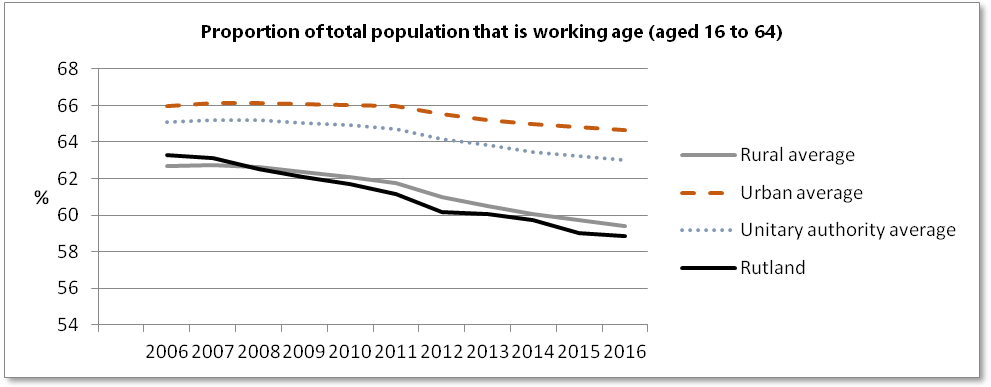 Proportion of total population that is working age (aged 16 to 64)
68
66
64
62
60
58
56
54
%
2006 2007 2008 2009 2010 2011 2012 2013 2014 2015 2016
Rural average
Urban average
Unitary authority average
Rutland